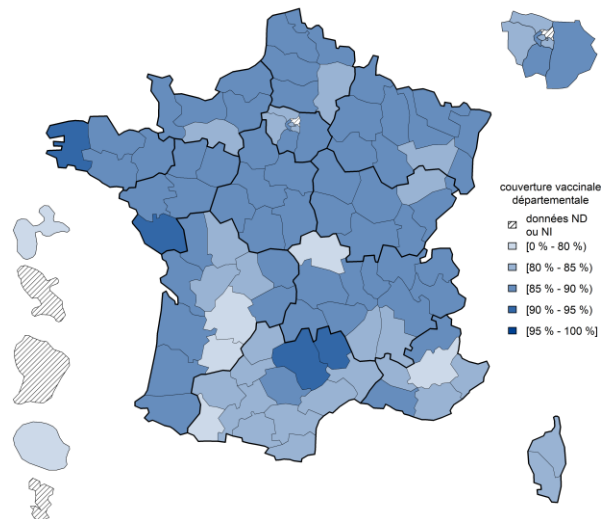 couverture vaccinale
départementale
données ND
ou NI
[0 % - 80 %)
[80 % - 85 %)
[85 % - 90 %)
[90 % - 95 %)
[95 % - 100 %]